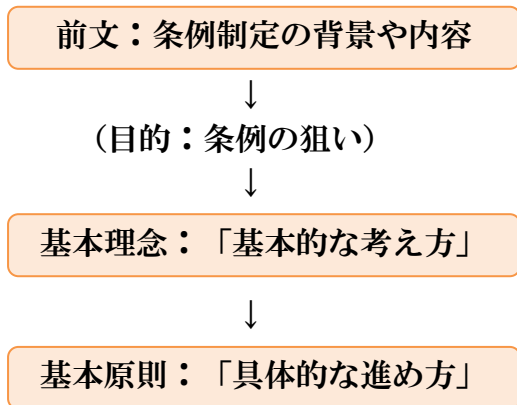 前文：条例制定の背景や内容
↓
（目的：条例の狙い）
↓
基本理念：「基本的な考え方」
↓
基本原則：「具体的な進め方」